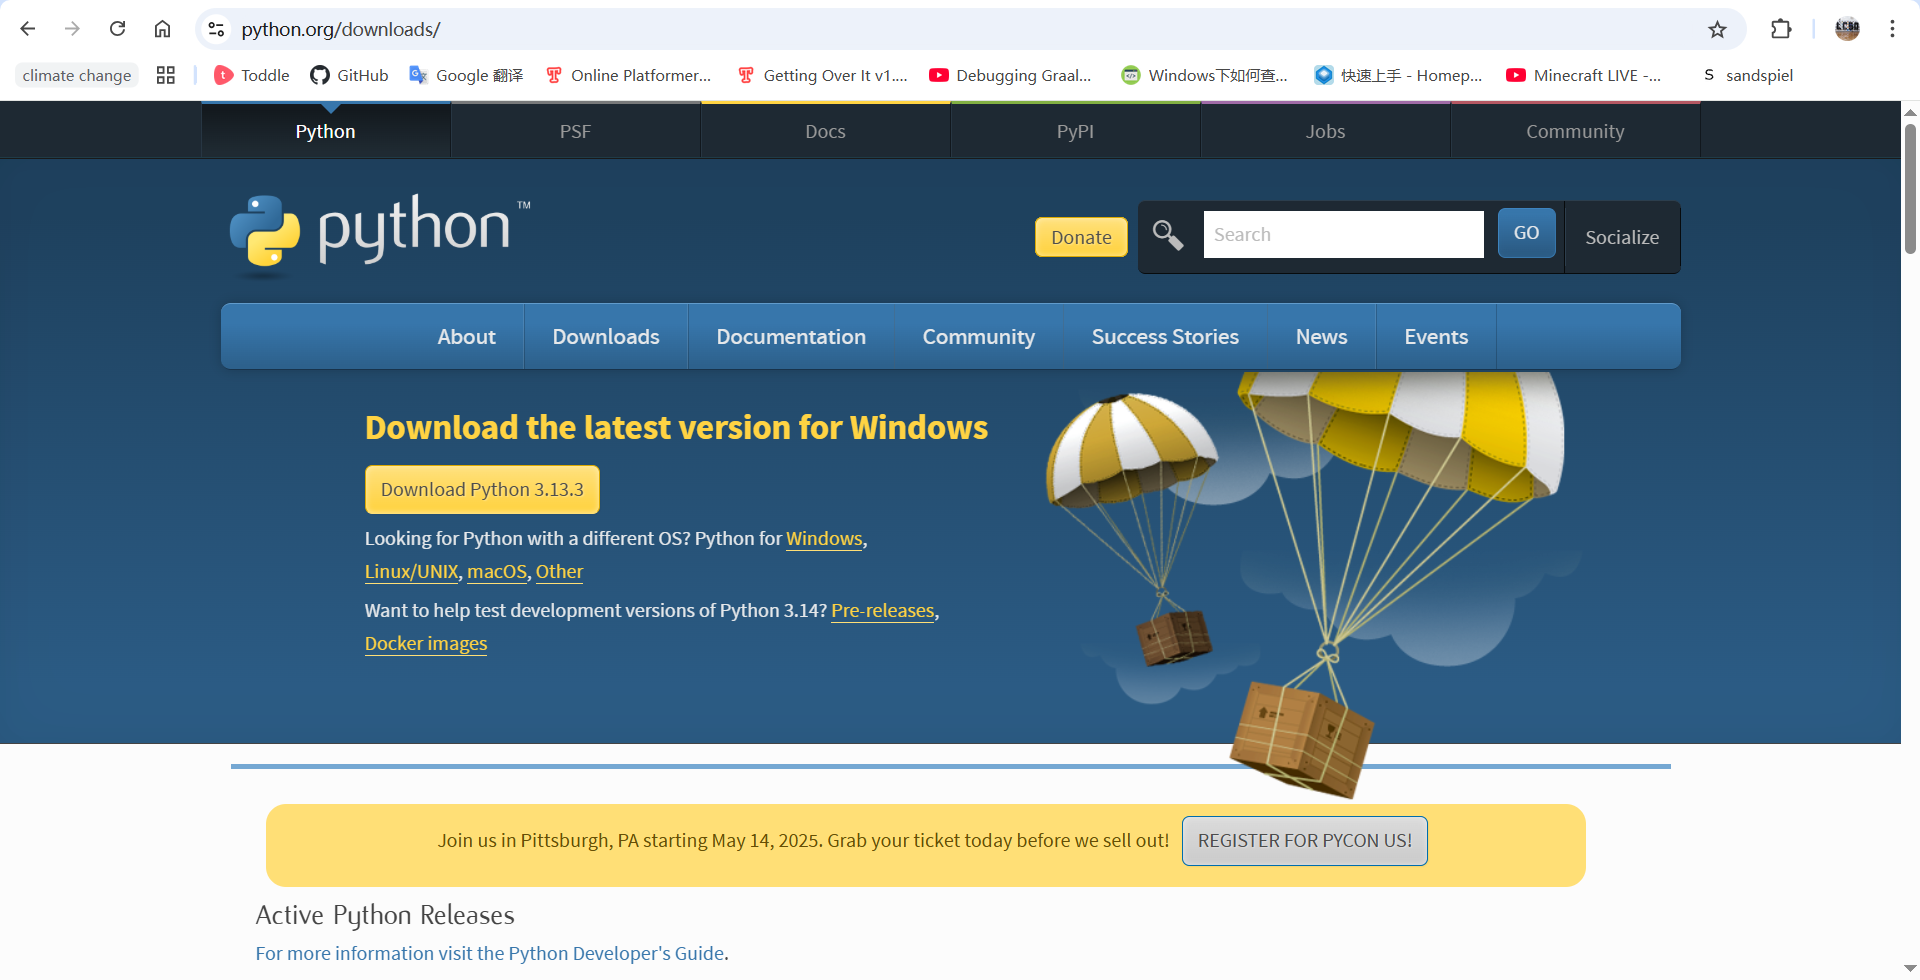 python.org/downloads/
climate change
Toddle
GitHub
Google 翻译
Online Platformer...
Getting Over It v1....
Debugging Graal...
Windows下如何查...
快速上手 - Homep...
Minecraft LIVE -...
S sandspiel
Python
PSF
Docs
PyPI
Jobs
Community
python™
Donate
Search
GO
Socialize
About
Downloads
Documentation
Community
Success Stories
News
Events
Download the latest version for Windows
Download Python 3.13.3
Looking for Python with a different OS? Python for Windows,
Linux/UNIX, macOS, Other
Want to help test development versions of Python 3.14? Pre-releases,
Docker images
Join us in Pittsburgh, PA starting May 14, 2025. Grab your ticket today before we sell out!
REGISTER FOR PYCON US!
Active Python Releases
For more information visit the Python Developer's Guide.